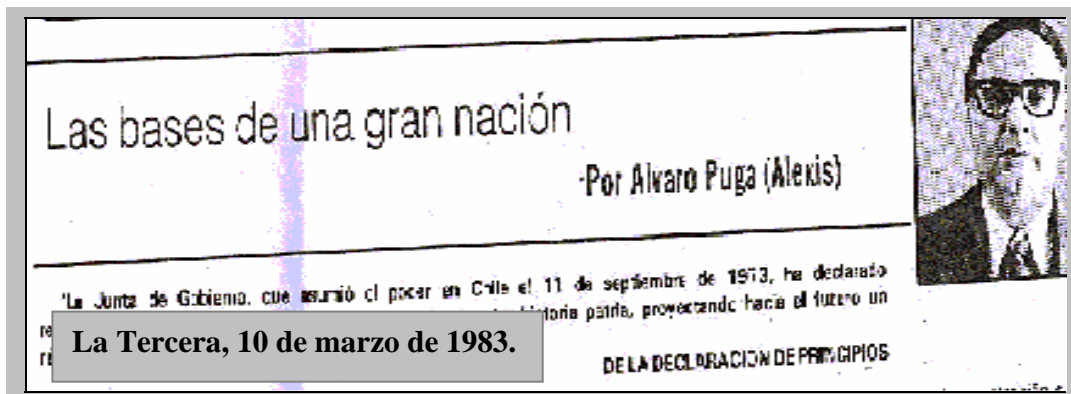 Las bases de una gran nación
-Por Alvaro Puga (Alexis)
"La Junta de Gobierno, que asumió el poder en Chile el 11 de septiembre de 1973, ha declarado
historia patria, proyectando hacia el futuro un
La Tercera, 10 de marzo de 1983.
DE LA DECLARACION DE PRINCIPIOS